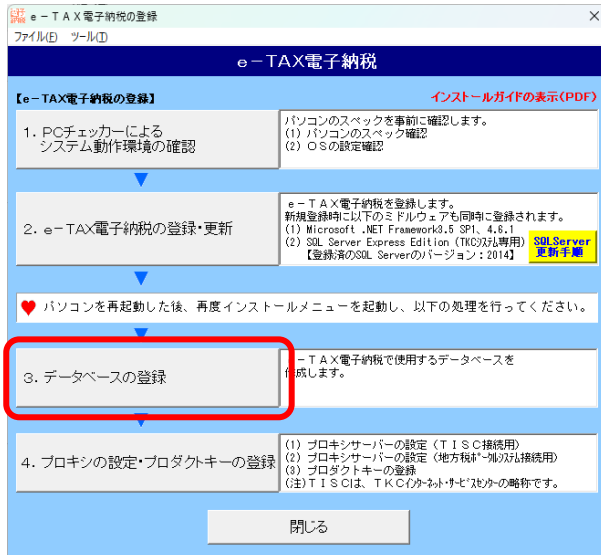 e-TAX電子納税の登録
ファイル(F) ツール(T)
e-TAX電子納税
【e-TAX電子納税の登録】
インストールガイドの表示(PDF)
1. PCチェッカーによる
システム動作環境の確認
パソコンのスペックを事前に確認します。
(1) パソコンのスペック確認
(2) OSの設定確認
2. e-TAX電子納税の登録・更新
e-TAX電子納税を登録します。
新規登録時に以下のミドルウェアも同時に登録されます。
(1) Microsoft .NET Framework3.5 SP1、4.6.1
(2) SQL Server Express Edition (TKCシステム専用)
【登録済のSQL Serverのバージョン:2014】
SQLServer
更新手順
パソコンを再起動した後、再度インストールメニューを起動し、以下の処理を行ってください。
3. データベースの登録
e-TAX電子納税で使用するデータベースを
作成します。
4. プロキシの設定・プロダクトキーの登録
(1) プロキシサーバーの設定(TISC接続用)
(2) プロキシサーバーの設定(地方税ポータルシステム接続用)
(3) プロダクトキーの登録
(注)TISCは、TKCインターネット・サービスセンターの略称です。
閉じる